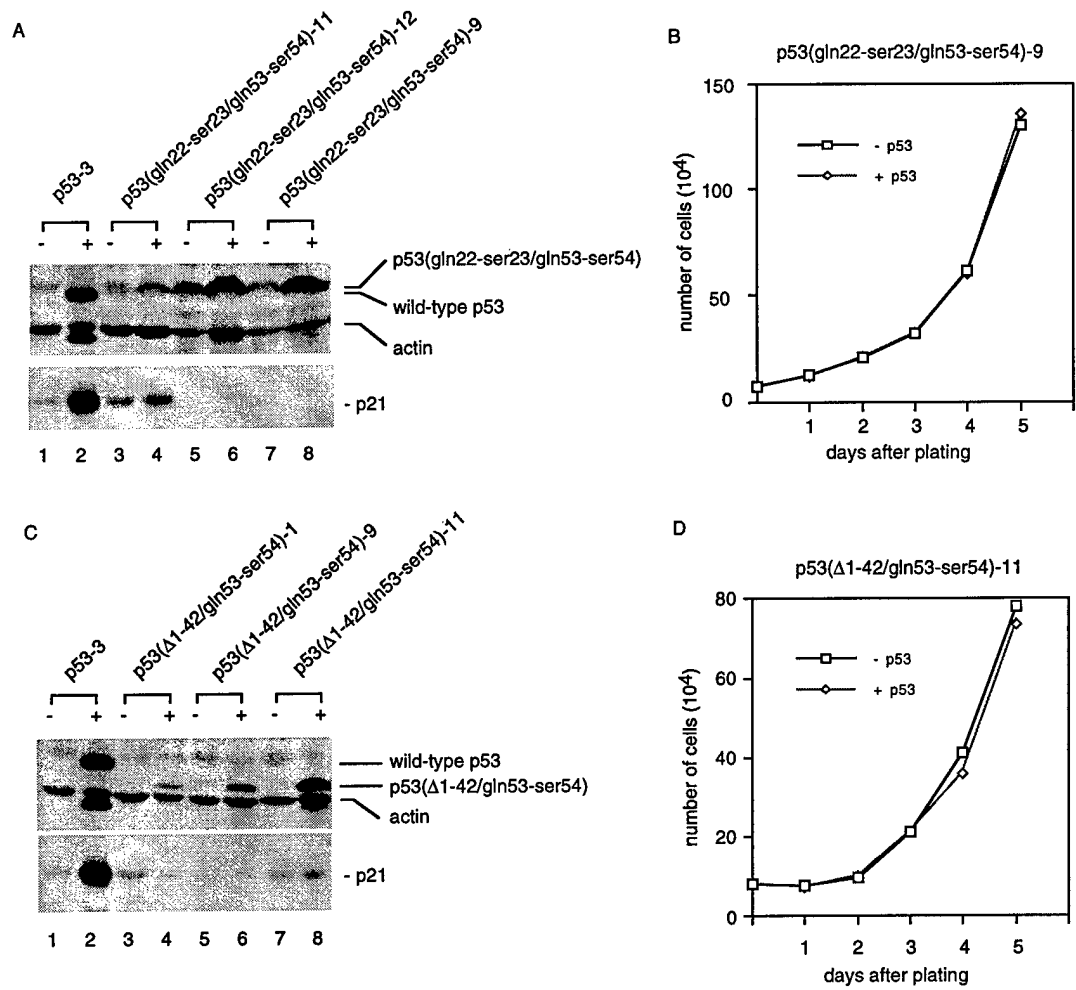 A
p53-3
p53(gln22-ser23/gln53-ser54)-11
p53(gln22-ser23/gln53-ser54)-12
p53(gln22-ser23/gln53-ser54)-9
- + - + - + - +
p53(gln22-ser23/gln53-ser54)
wild-type p53
actin
- p21
1 2 3 4 5 6 7 8
B
p53(gln22-ser23/gln53-ser54)-9
number of cells (10⁴)
150
100
50
0
- p53
+ p53
1 2 3 4 5
days after plating
C
p53-3
p53(Δ1-42/gln53-ser54)-1
p53(Δ1-42/gln53-ser54)-9
p53(Δ1-42/gln53-ser54)-11
- + - + - + - +
wild-type p53
p53(Δ1-42/gln53-ser54)
actin
- p21
1 2 3 4 5 6 7 8
D
p53(Δ1-42/gln53-ser54)-11
number of cells (10⁴)
80
60
40
20
0
- p53
+ p53
1 2 3 4 5
days after plating